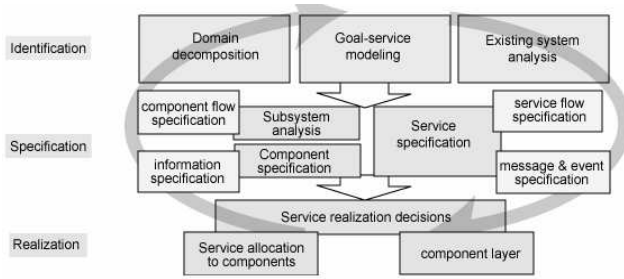 Identification
Domain
decomposition
Goal-service
modeling
Existing system
analysis
component flow
specification
Subsystem
analysis
Service
specification
service flow
specification
Specification
information
specification
Component
specification
message & event
specification
Service realization decisions
Realization
Service allocation
to components
component layer